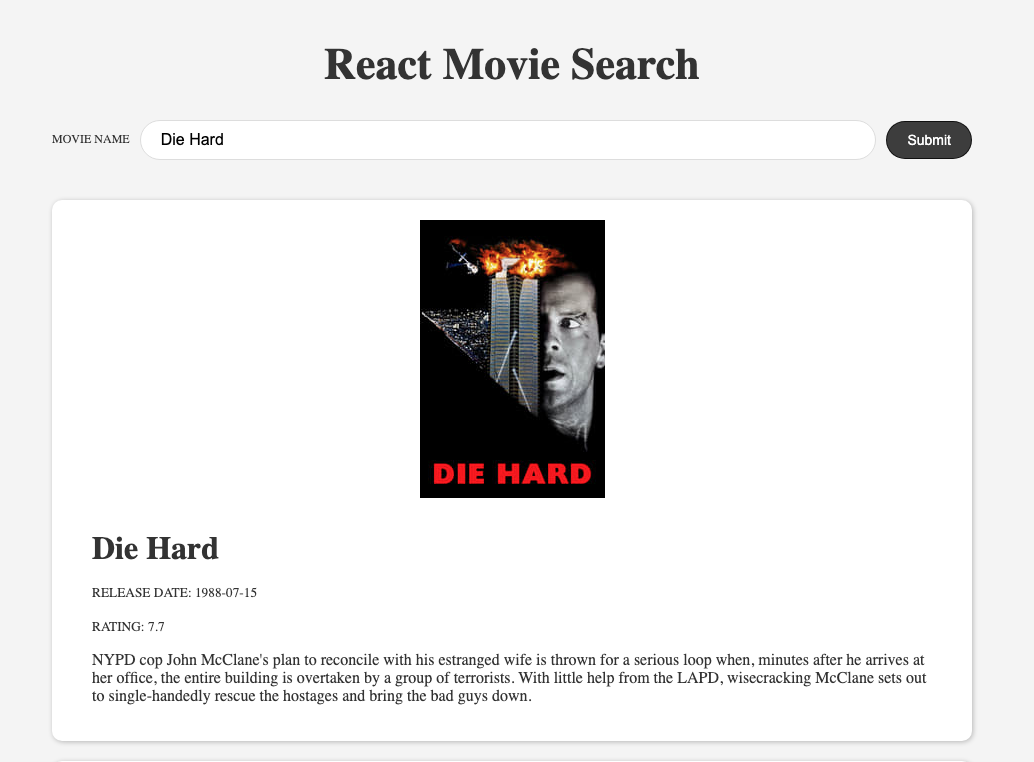 React Movie Search
MOVIE NAME
Die Hard
Submit
DIE HARD
Die Hard
RELEASE DATE: 1988-07-15
RATING: 7.7
NYPD cop John McClane's plan to reconcile with his estranged wife is thrown for a serious loop when, minutes after he arrives at
her office, the entire building is overtaken by a group of terrorists. With little help from the LAPD, wisecracking McClane sets out
to single-handedly rescue the hostages and bring the bad guys down.